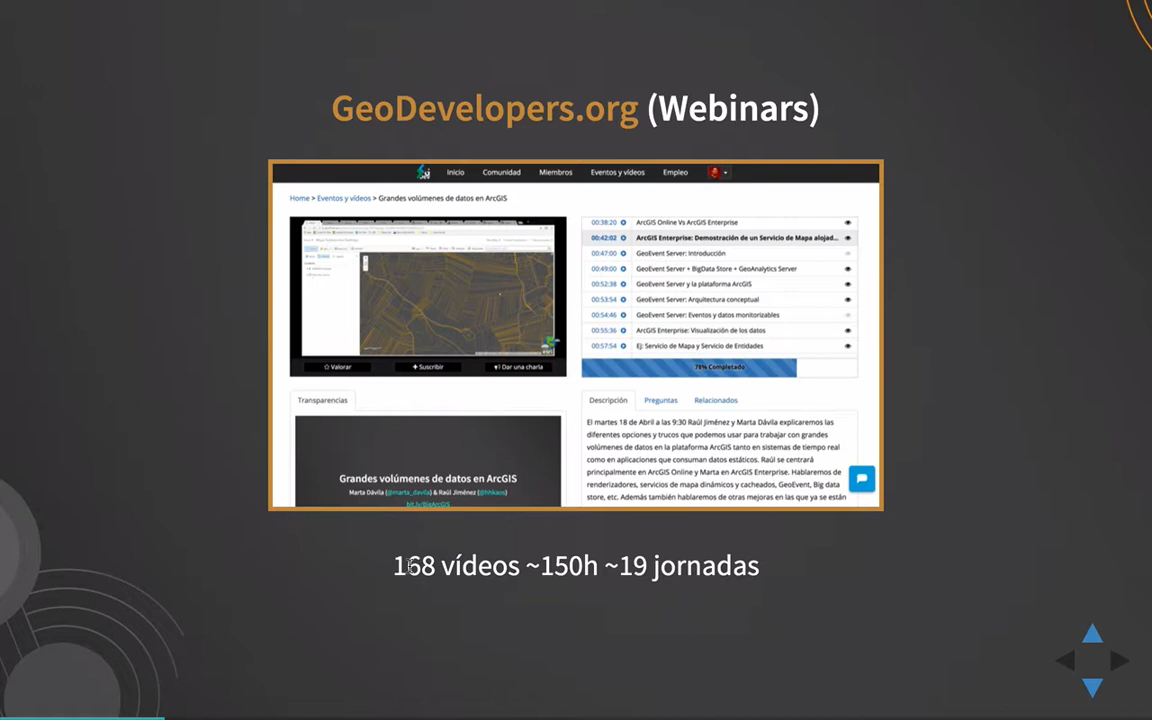 GeoDevelopers.org (Webinars)
Inicio Comunidad Miembros Eventos y vídeos Empleo
Home > Eventos y vídeos > Grandes volúmenes de datos en ArcGIS
00:38:20 ArcGIS Online Vs ArcGIS Enterprise
00:42:02 ArcGIS Enterprise: Demostración de un Servicio de Mapa alojad...
00:47:00 GeoEvent Server: Introducción
00:49:00 GeoEvent Server + BigData Store + GeoAnalytics Server
00:52:38 GeoEvent Server y la plataforma ArcGIS
00:53:54 GeoEvent Server: Arquitectura conceptual
00:54:46 GeoEvent Server: Eventos y datos monitorizables
00:55:36 ArcGIS Enterprise: Visualización de los datos
00:57:54 Ej: Servicio de Mapa y Servicio de Entidades
Valorar Suscribir Dar una charla
78% Completado
Transparencias
Descripción Preguntas Relacionados
Grandes volúmenes de datos en ArcGIS
Marta Dávila (@marta_davila) & Raúl Jiménez (@hhkaos)
bit.ly/BigArcGIS
El martes 18 de Abril a las 9:30 Raúl Jiménez y Marta Dávila explicaremos las
diferentes opciones y trucos que podemos usar para trabajar con grandes
volúmenes de datos en la plataforma ArcGIS tanto en sistemas de tiempo real
como en aplicaciones que consuman datos estáticos. Raúl se centrará
principalmente en ArcGIS Online y Marta en ArcGIS Enterprise. Hablaremos de
renderizadores, servicios de mapa dinámicos y cacheados, GeoEvent, Big data
store, etc. Además también hablaremos de otras mejoras en las que ya se están
168 vídeos ~150h ~19 jornadas